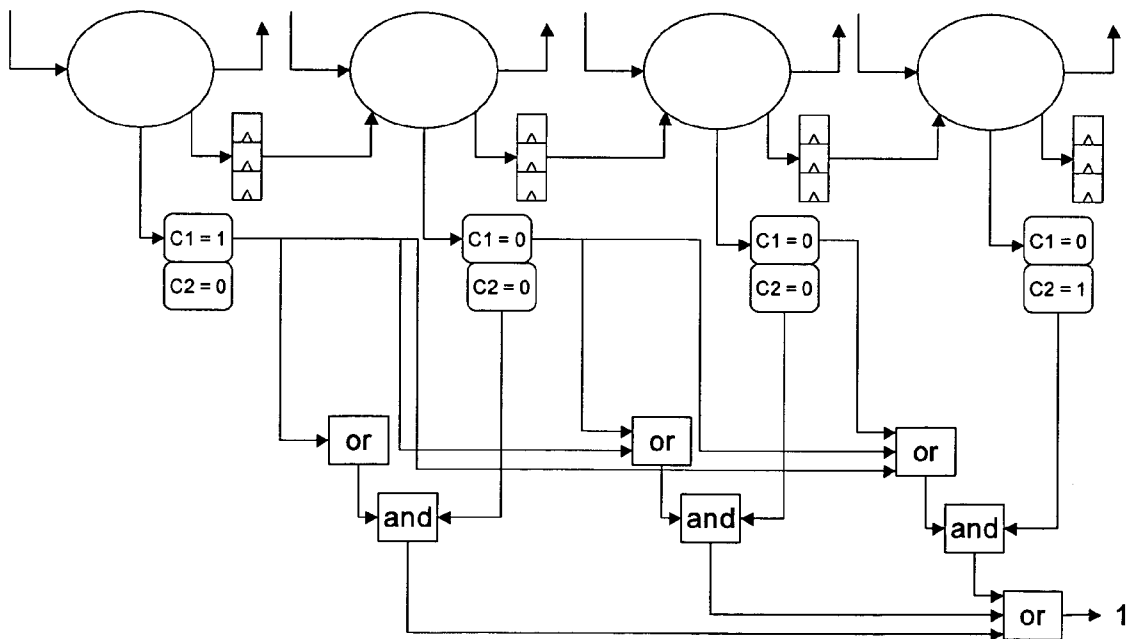 C1 = 1
C2 = 0
C1 = 0
C2 = 0
C1 = 0
C2 = 0
C1 = 0
C2 = 1
or
or
or
and
and
and
or
1